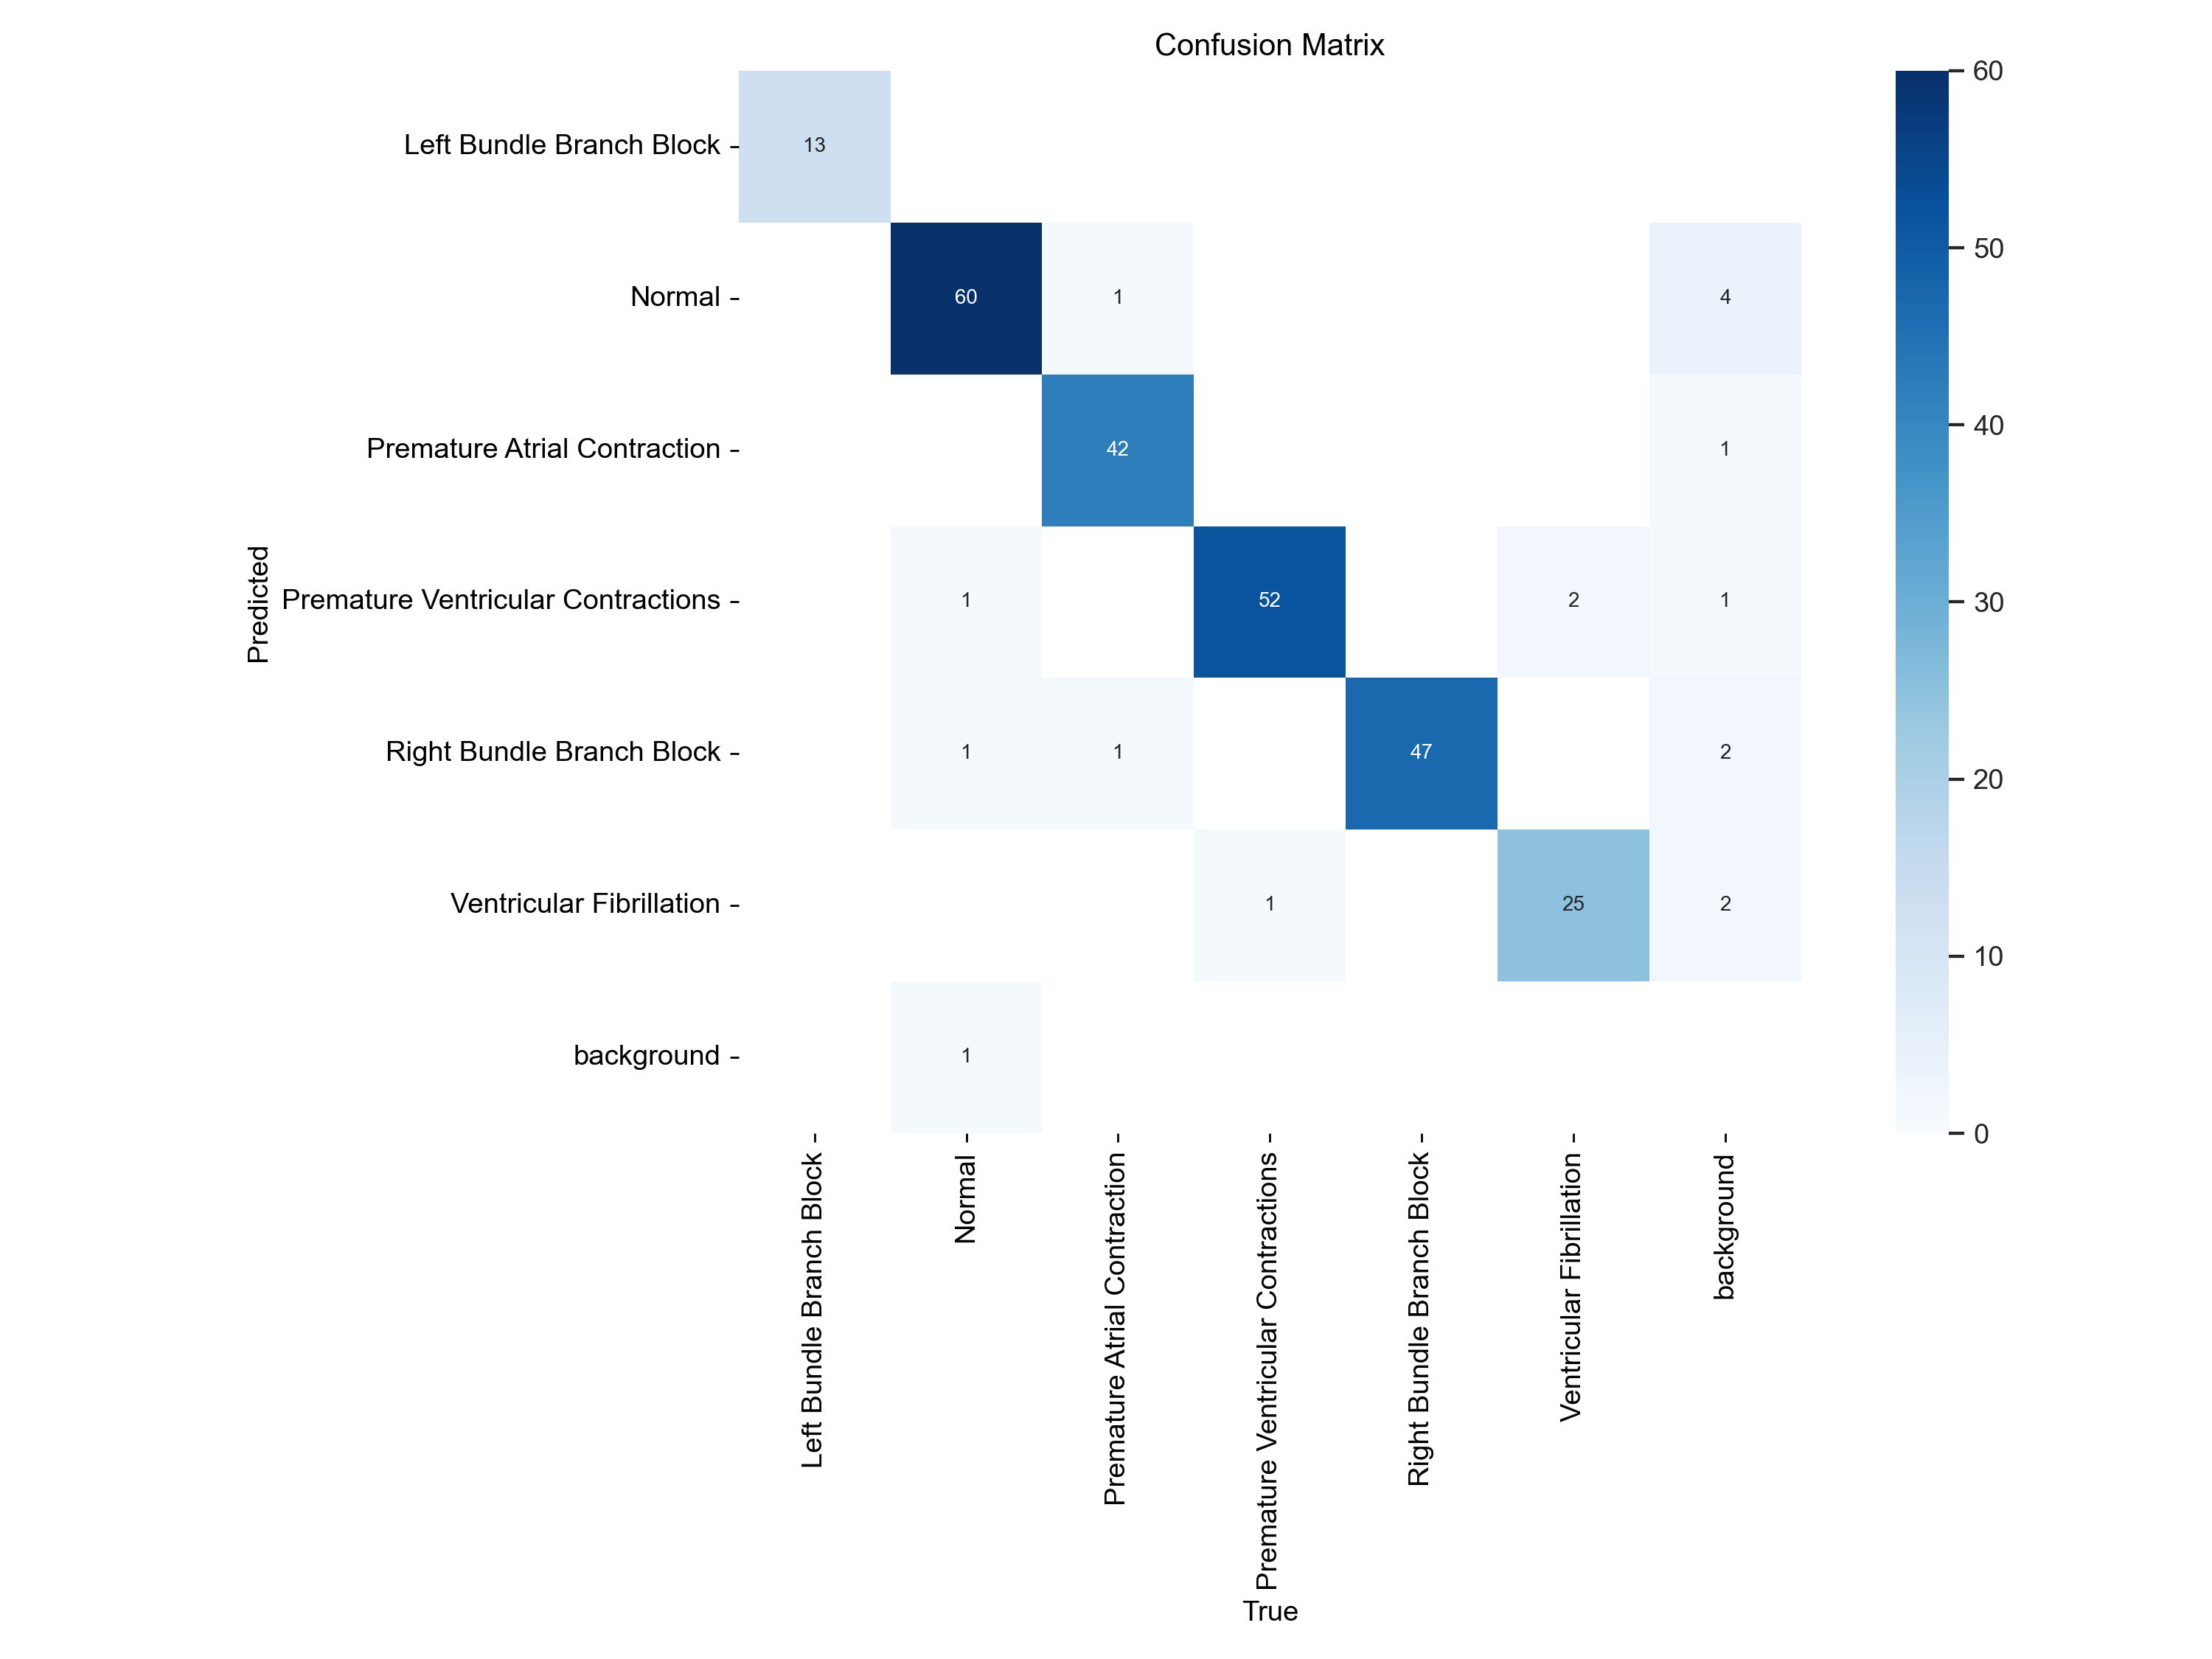 Confusion Matrix
Left Bundle Branch Block
13
Normal
60
1
4
Premature Atrial Contraction
42
1
Premature Ventricular Contractions
1
52
2
1
Right Bundle Branch Block
1
1
47
2
Ventricular Fibrillation
1
25
2
background
1
Predicted
Left Bundle Branch Block
Normal
Premature Atrial Contraction
Premature Ventricular Contractions
Right Bundle Branch Block
Ventricular Fibrillation
background
True
60
50
40
30
20
10
0